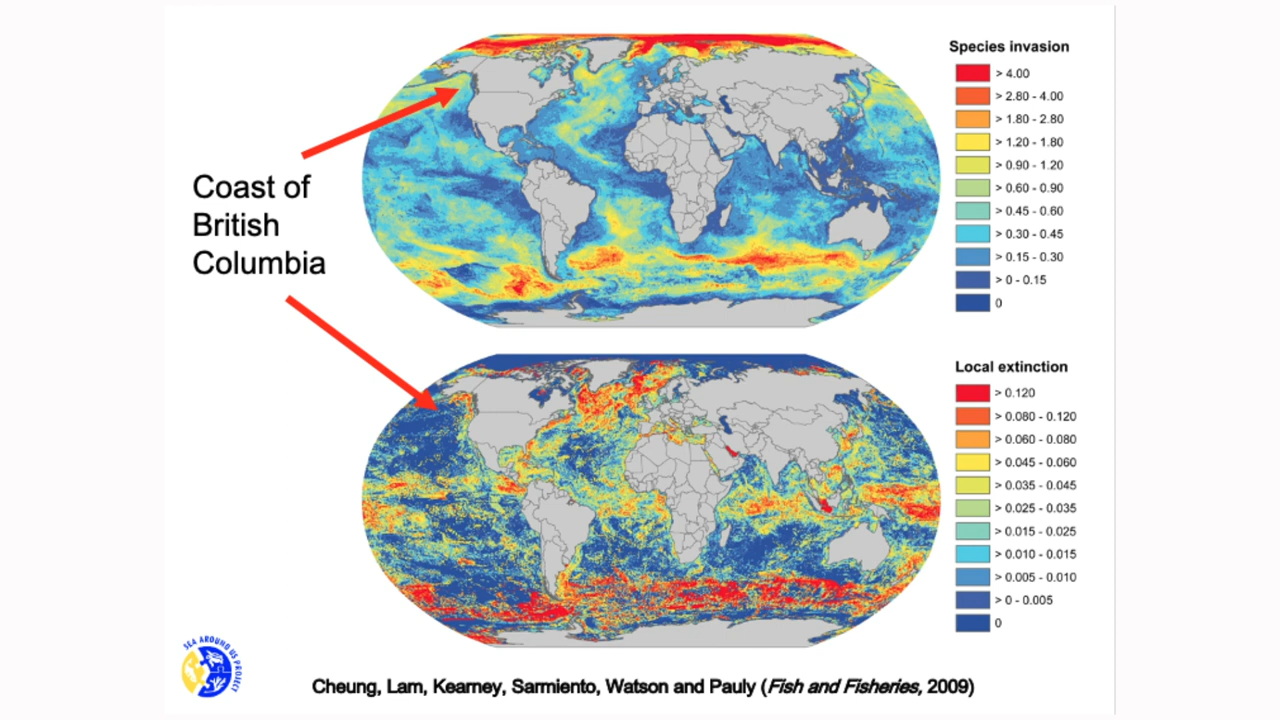 Species invasion
> 4.00
> 2.80 - 4.00
> 1.80 - 2.80
> 1.20 - 1.80
> 0.90 - 1.20
> 0.60 - 0.90
> 0.45 - 0.60
> 0.30 - 0.45
> 0.15 - 0.30
> 0 - 0.15
0
Coast of
British
Columbia
Local extinction
> 0.120
> 0.080 - 0.120
> 0.060 - 0.080
> 0.045 - 0.060
> 0.035 - 0.045
> 0.025 - 0.035
> 0.015 - 0.025
> 0.010 - 0.015
> 0.005 - 0.010
> 0 - 0.005
0
SEA AROUND US PROJECT
Cheung, Lam, Kearney, Sarmiento, Watson and Pauly (Fish and Fisheries, 2009)